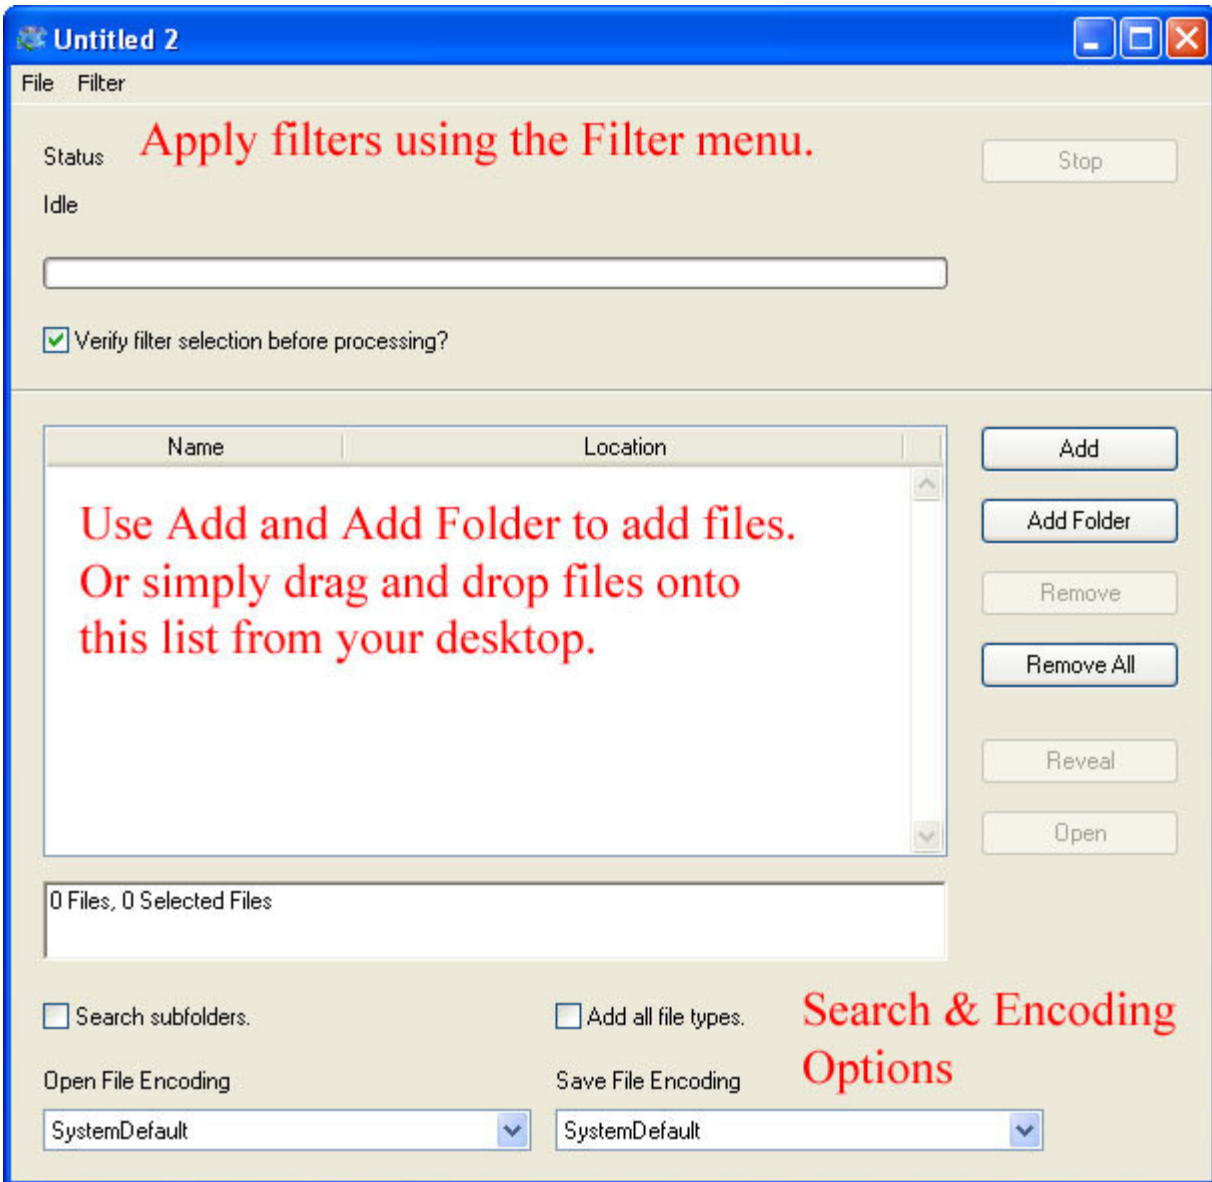 Untitled 2
File Filter
Apply filters using the Filter menu.
Status
Stop
Idle
Verify filter selection before processing?
Name Location
Add
Use Add and Add Folder to add files.
Add Folder
Or simply drag and drop files onto
Remove
this list from your desktop.
Remove All
Reveal
Open
0 Files, 0 Selected Files
Search subfolders.
Add all file types.
Search & Encoding
Options
Open File Encoding
Save File Encoding
SystemDefault
SystemDefault